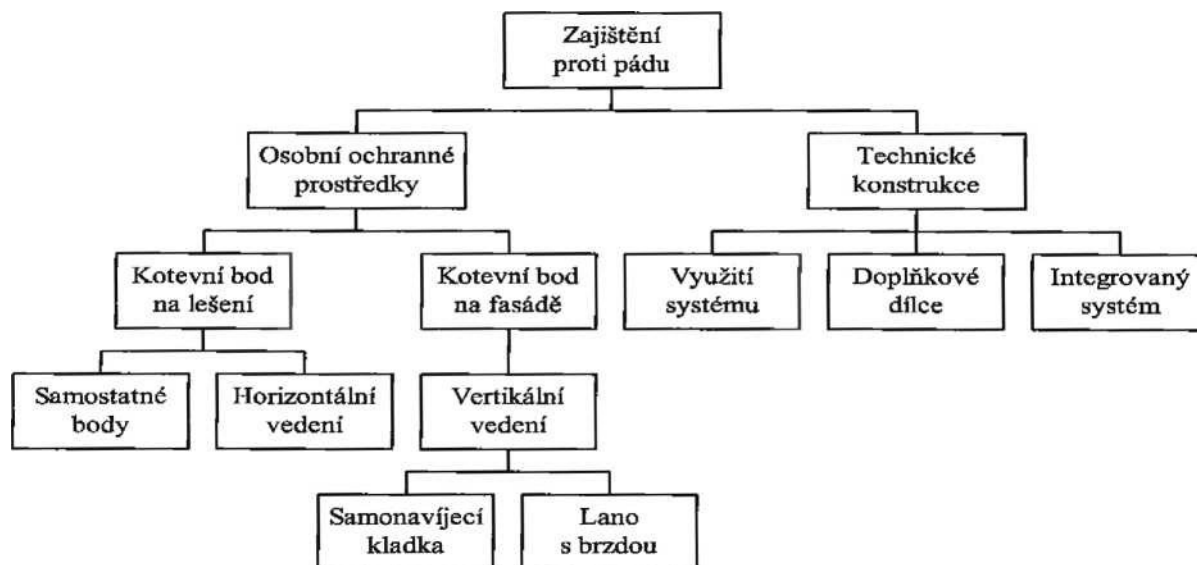 Zajištění
proti pádu
Osobní ochranné
prostředky
Technické
konstrukce
Kotevní bod
na lešení
Kotevní bod
na fasádě
Využití
systému
Doplňkové
dílce
Integrovaný
systém
Samostatné
body
Horizontální
vedení
Vertikální
vedení
Samonavíjecí
kladka
Lano
s brzdou